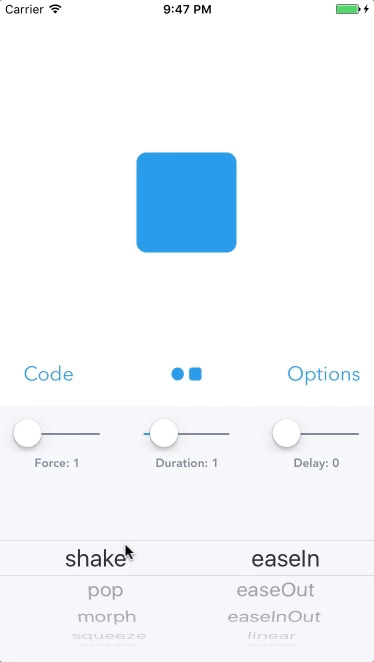 Carrier 9:47 PM
Code Options
Force: 1 Duration: 1 Delay: 0
shake easeIn
pop easeOut
morph easeInOut
squeeze linear